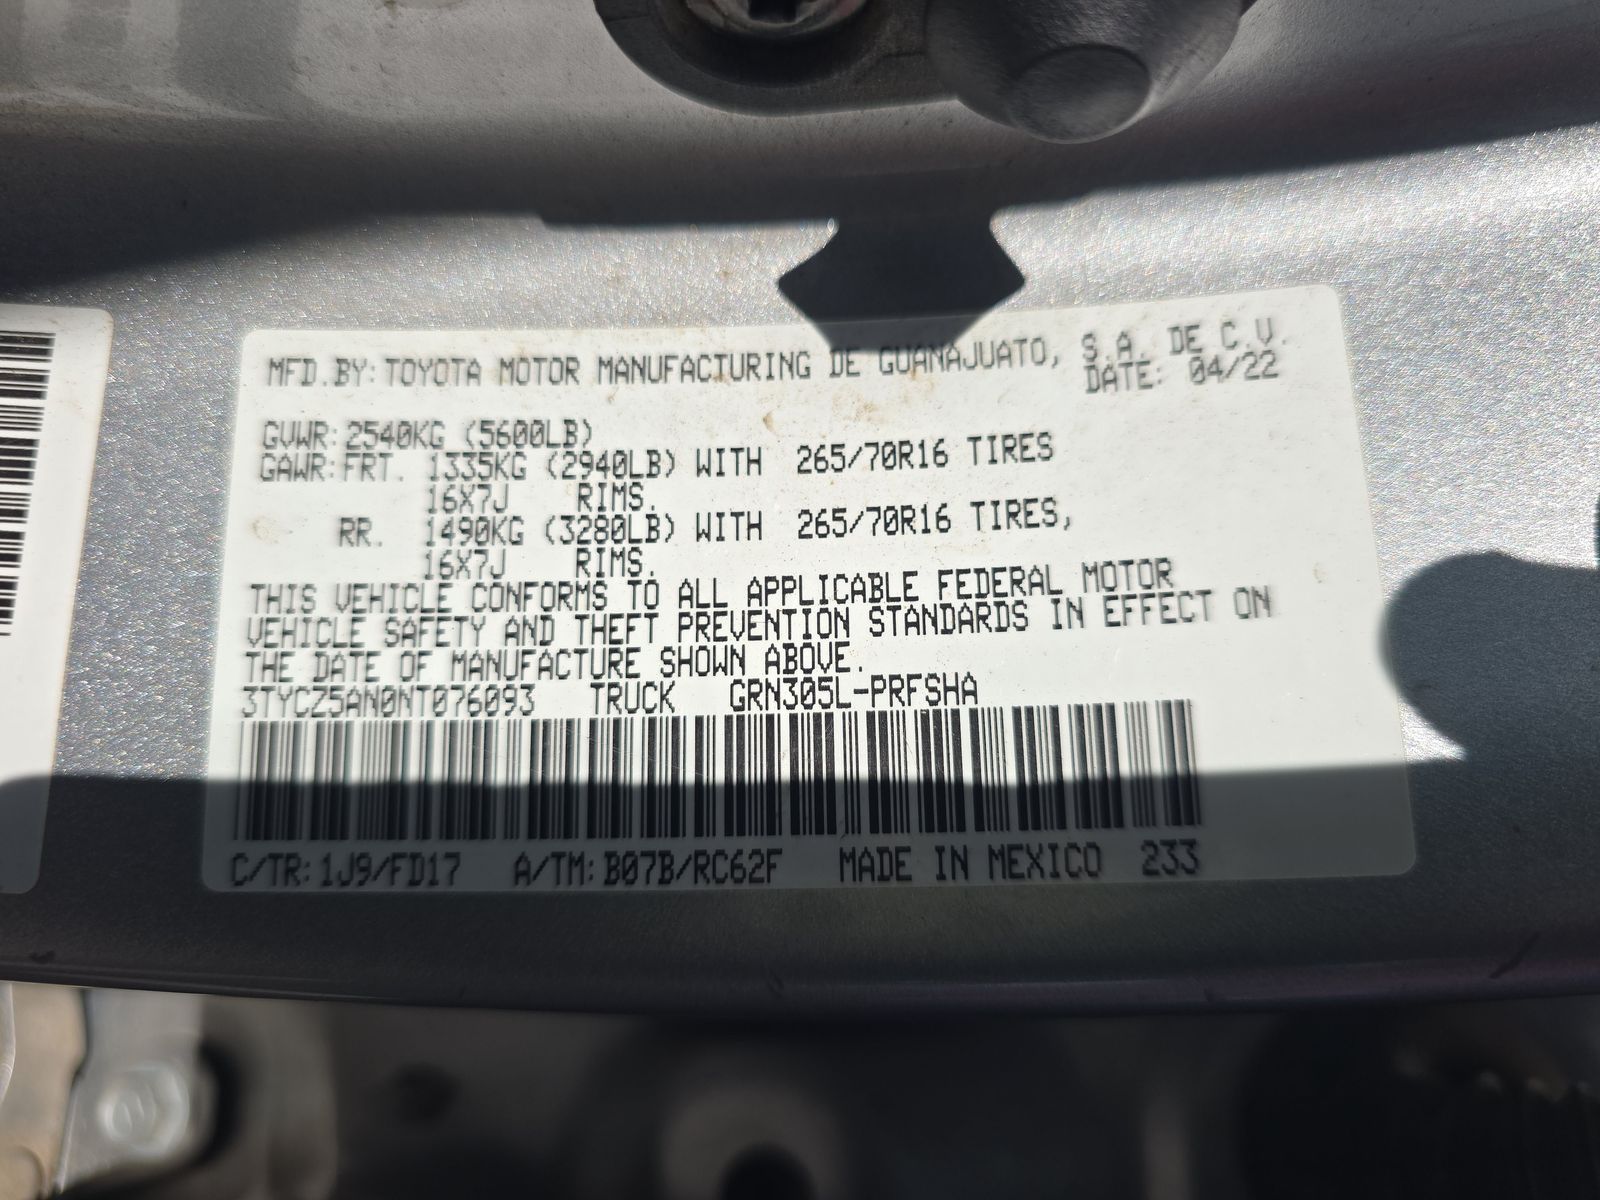 MFD.BY:TOYOTA MOTOR MANUFACTURING DE GUANAJUATO, S.A. DE C.V.
DATE: 04/22
GVWR:2540KG (5600LB)
GAWR:FRT. 1335KG (2940LB) WITH 265/70R16 TIRES
16X7J RIMS.
RR. 1490KG (3280LB) WITH 265/70R16 TIRES,
16X7J RIMS.
THIS VEHICLE CONFORMS TO ALL APPLICABLE FEDERAL MOTOR
VEHICLE SAFETY AND THEFT PREVENTION STANDARDS IN EFFECT ON
THE DATE OF MANUFACTURE SHOWN ABOVE.
3TYCZ5AN0NT076093 TRUCK GRN305L-PRFSHA
C/TR:1J9/FD17 A/TM:B07B/RC62F MADE IN MEXICO 233